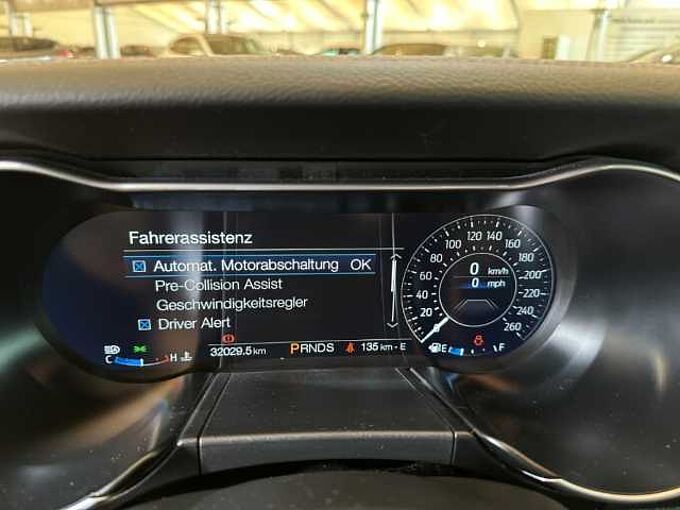 Fahrerassistenz
Automat. Motorabschaltung OK
Pre-Collision Assist
Geschwindigkeitsregler
Driver Alert
C H
32029.5 km PRNDS 135 km - E
20 40 60 80 100 120 140 160 180 200 220 240 260
0 km/h
0 mph
E F